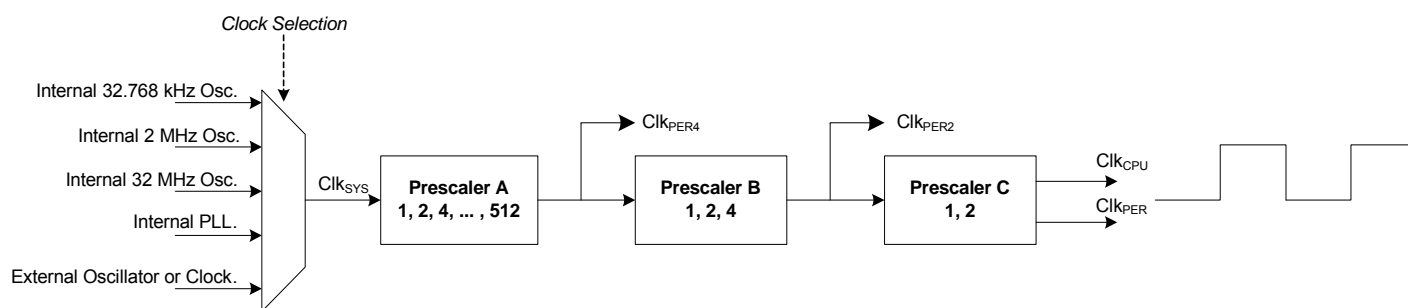 Clock Selection
Internal 32.768 kHz Osc.
Internal 2 MHz Osc.
Internal 32 MHz Osc.
Internal PLL.
External Oscillator or Clock.
ClkSYS
Prescaler A
1, 2, 4, ... , 512
ClkPER4
Prescaler B
1, 2, 4
ClkPER2
Prescaler C
1, 2
ClkCPU
ClkPER